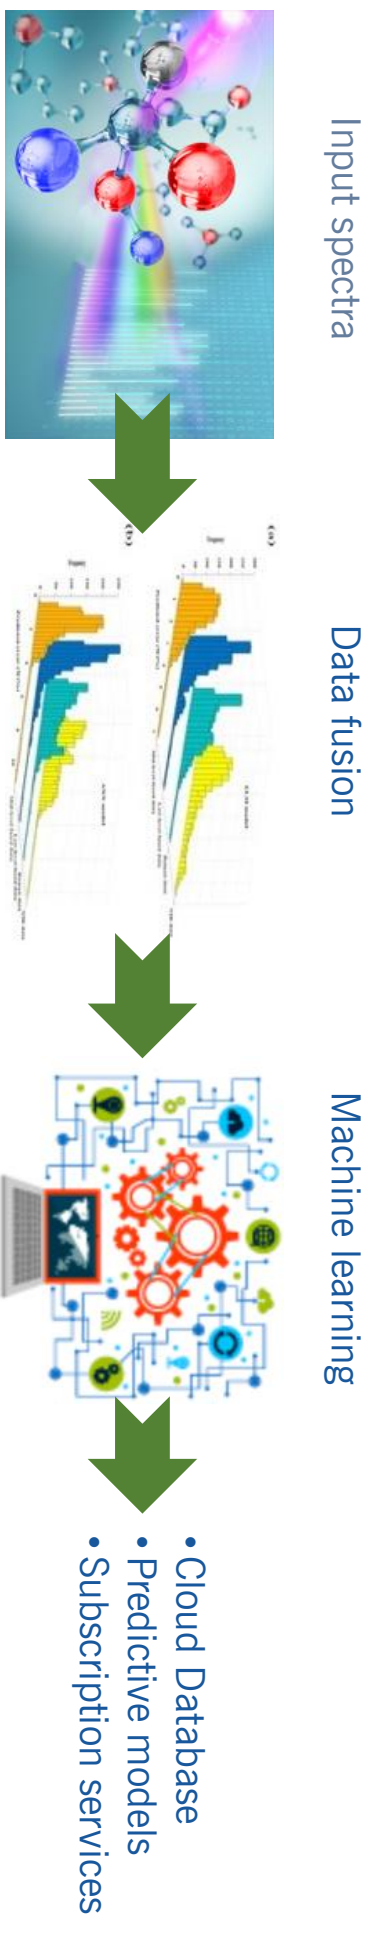 Input spectra
Data fusion
Machine learning
• Cloud Database
• Predictive models
• Subscription services
(a)
(b)